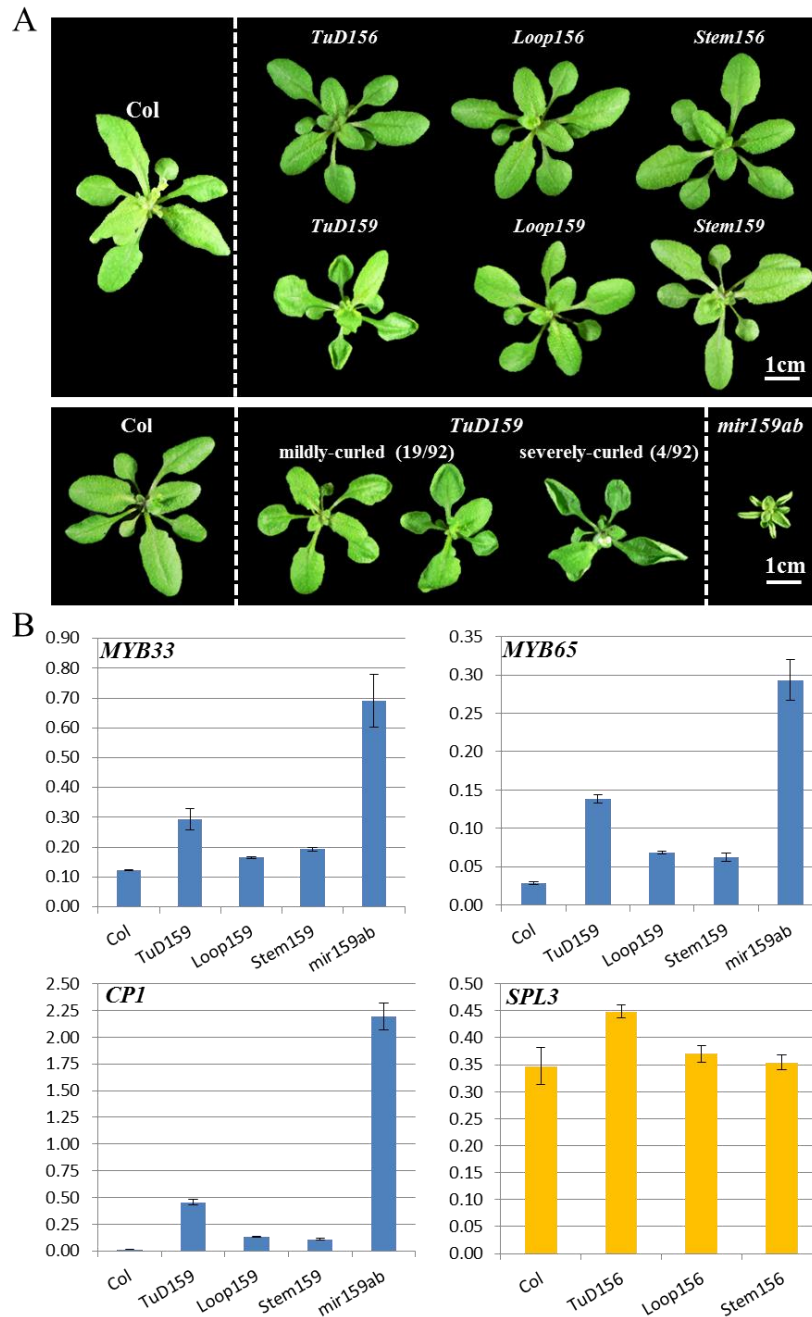 A
Col
TuD156 Loop156 Stem156
TuD159 Loop159 Stem159
1cm
Col TuD159 mir159ab
mildly-curled (19/92) severely-curled (4/92)
1cm
B
MYB33
0.90
0.80
0.70
0.60
0.50
0.40
0.30
0.20
0.10
0.00
Col TuD159 Loop159 Stem159 mir159ab
MYB65
0.35
0.30
0.25
0.20
0.15
0.10
0.05
0.00
Col TuD159 Loop159 Stem159 mir159ab
CP1
2.50
2.25
2.00
1.75
1.50
1.25
1.00
0.75
0.50
0.25
0.00
Col TuD159 Loop159 Stem159 mir159ab
SPL3
0.50
0.45
0.40
0.35
0.30
0.25
0.20
0.15
0.10
0.05
0.00
Col TuD156 Loop156 Stem156